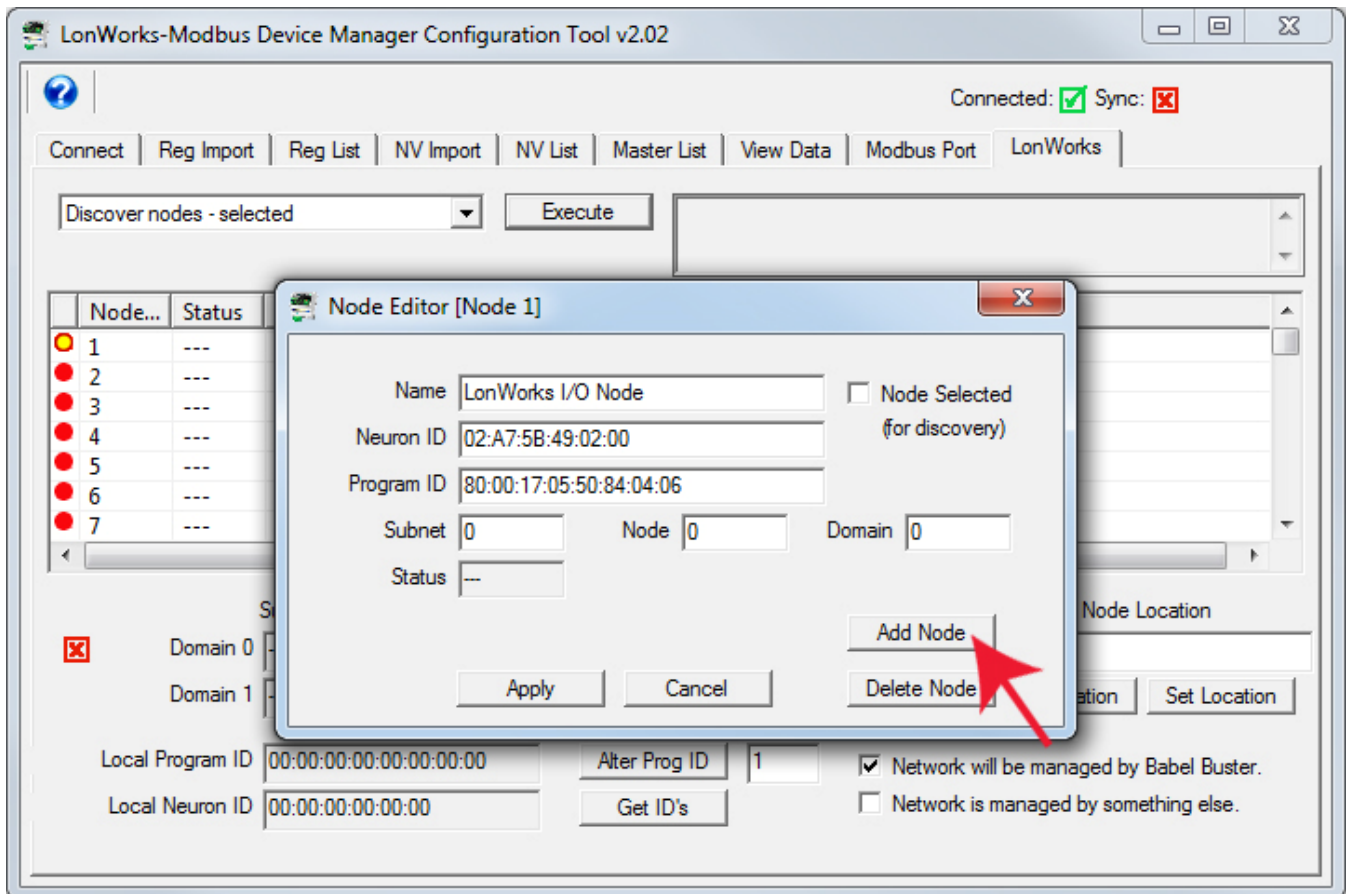 LonWorks-Modbus Device Manager Configuration Tool v2.02
Connected: Sync:
Connect Reg Import Reg List NV Import NV List Master List View Data Modbus Port LonWorks
Discover nodes - selected Execute
Node... Status
1 ---
2 ---
3 ---
4 ---
5 ---
6 ---
7 ---
Node Editor [Node 1]
Name LonWorks I/O Node Node Selected
(for discovery)
Neuron ID 02:A7:5B:49:02:00
Program ID 80:00:17:05:50:84:04:06
Subnet 0 Node 0 Domain 0
Status ---
Add Node
Apply Cancel Delete Node
Node Location
Domain 0
Domain 1 Set Location
Local Program ID 00:00:00:00:00:00:00:00 Alter Prog ID 1 Network will be managed by Babel Buster.
Local Neuron ID 00:00:00:00:00:00 Get ID's Network is managed by something else.